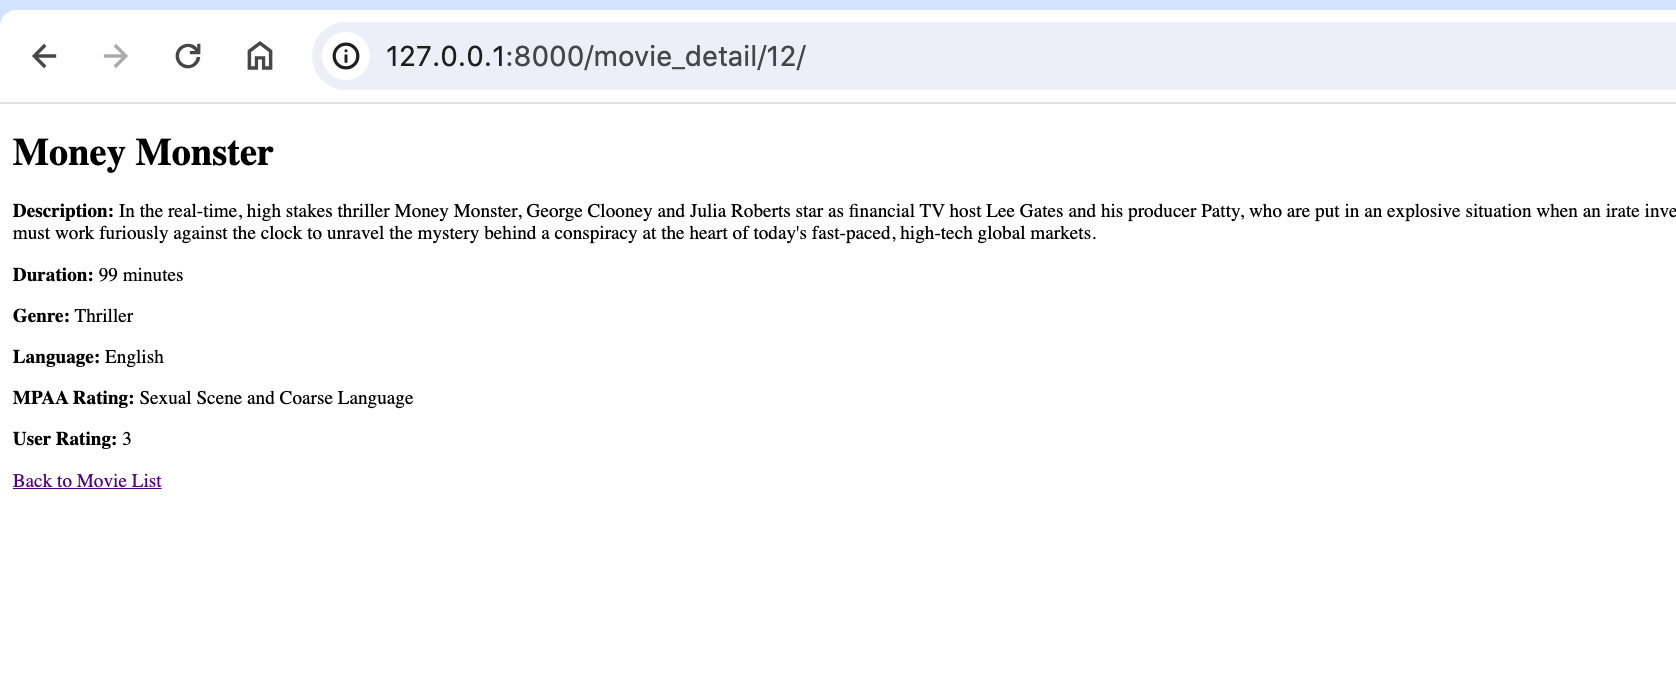 127.0.0.1:8000/movie_detail/12/
Money Monster
Description: In the real-time, high stakes thriller Money Monster, George Clooney and Julia Roberts star as financial TV host Lee Gates and his producer Patty, who are put in an explosive situation when an irate
must work furiously against the clock to unravel the mystery behind a conspiracy at the heart of today's fast-paced, high-tech global markets.
Duration: 99 minutes
Genre: Thriller
Language: English
MPAA Rating: Sexual Scene and Coarse Language
User Rating: 3
Back to Movie List